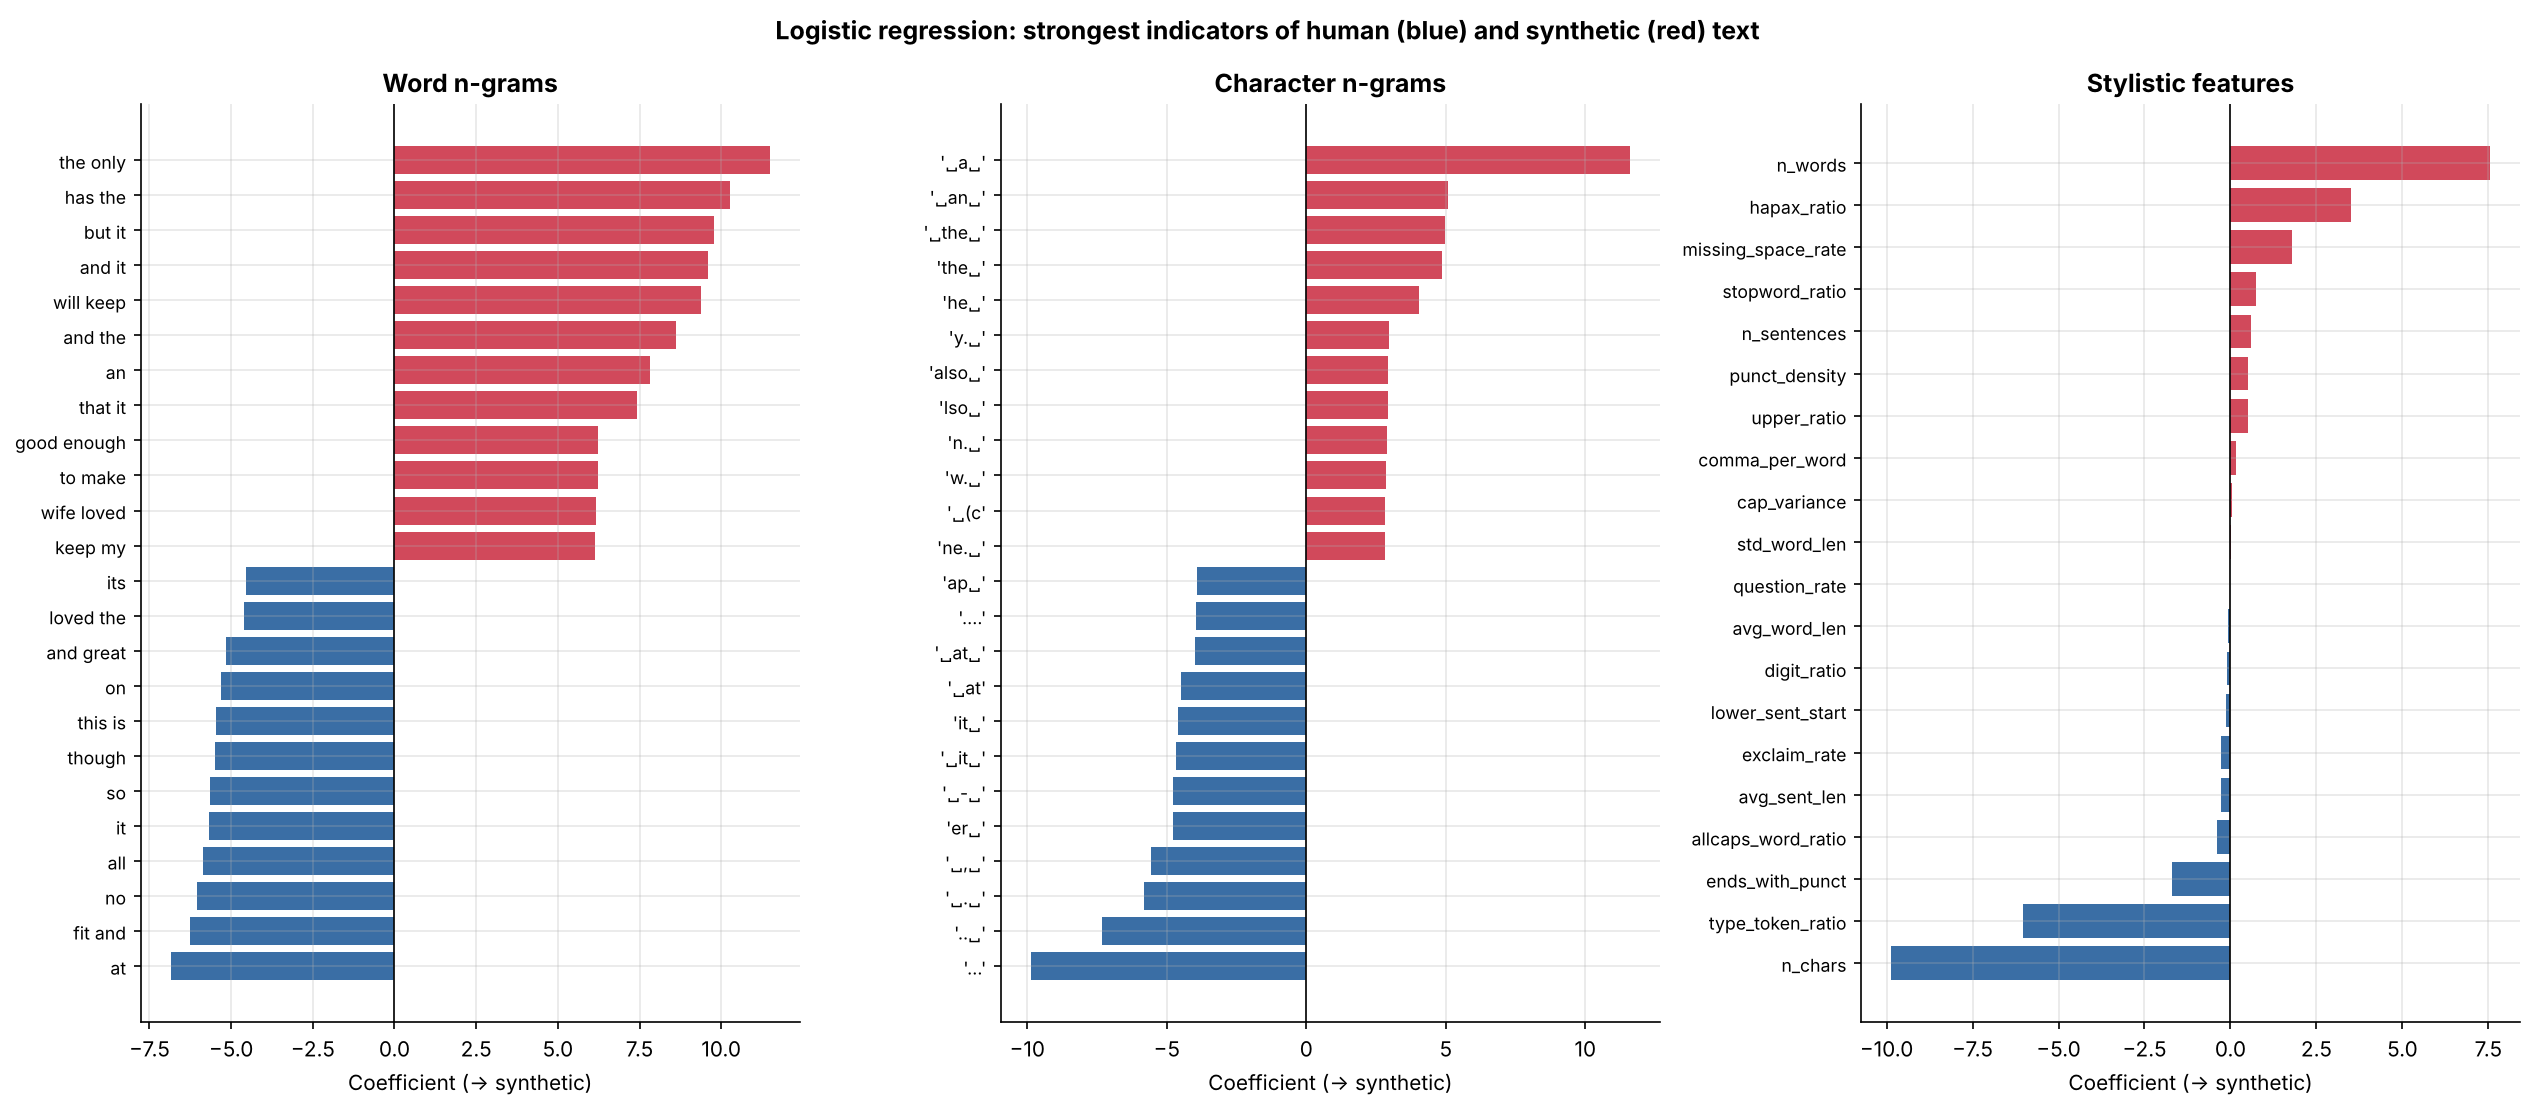 Logistic regression: strongest indicators of human (blue) and synthetic (red) text
Word n-grams
the only
has the
but it
and it
will keep
and the
an
that it
good enough
to make
wife loved
keep my
its
loved the
and great
on
this is
though
so
it
all
no
fit and
at
−7.5 −5.0 −2.5 0.0 2.5 5.0 7.5 10.0
Coefficient (→ synthetic)
Character n-grams
'␣a␣'
'␣an␣'
'␣the␣'
'the␣'
'he␣'
'y.␣'
'also␣'
'lso␣'
'n.␣'
'w.␣'
'␣(c'
'ne.␣'
'ap␣'
'....'
'␣at␣'
'␣at'
'it␣'
'␣it␣'
'␣-␣'
'er␣'
'␣,␣'
'␣.␣'
'..␣'
'...'
−10 −5 0 5 10
Coefficient (→ synthetic)
Stylistic features
n_words
hapax_ratio
missing_space_rate
stopword_ratio
n_sentences
punct_density
upper_ratio
comma_per_word
cap_variance
std_word_len
question_rate
avg_word_len
digit_ratio
lower_sent_start
exclaim_rate
avg_sent_len
allcaps_word_ratio
ends_with_punct
type_token_ratio
n_chars
−10.0 −7.5 −5.0 −2.5 0.0 2.5 5.0 7.5
Coefficient (→ synthetic)